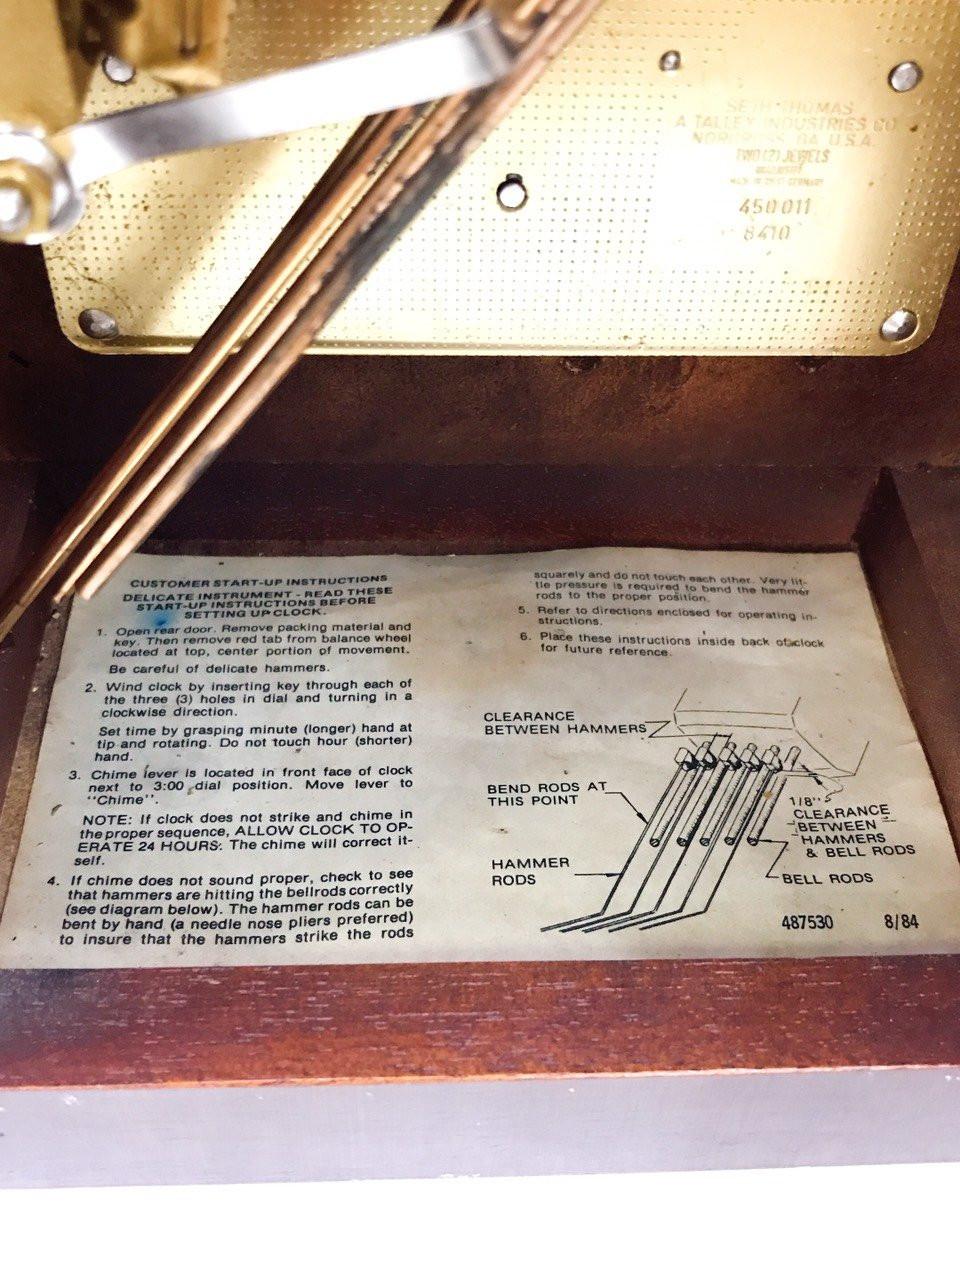 SETH THOMAS
A TALLEY INDUSTRIES CO
NORCROSS, GA. U.S.A.
TWO (2) JEWELS
UNADJUSTED
MADE IN WEST GERMANY
450 011
8410
CUSTOMER START-UP INSTRUCTIONS
DELICATE INSTRUMENT - READ THESE
START-UP INSTRUCTIONS BEFORE
SETTING UP CLOCK.
1. Open rear door. Remove packing material and
key. Then remove red tab from balance wheel
located at top, center portion of movement.
Be careful of delicate hammers.
2. Wind clock by inserting key through each of
the three (3) holes in dial and turning in a
clockwise direction.
Set time by grasping minute (longer) hand at
tip and rotating. Do not touch hour (shorter)
hand.
3. Chime lever is located in front face of clock
next to 3:00 dial position. Move lever to
"Chime".
NOTE: If clock does not strike and chime in
the proper sequence, ALLOW CLOCK TO OP-
ERATE 24 HOURS. The chime will correct it-
self.
4. If chime does not sound proper, check to see
that hammers are hitting the bellrods correctly
(see diagram below). The hammer rods can be
bent by hand (a needle nose pliers preferred)
to insure that the hammers strike the rods
squarely and do not touch each other. Very lit-
tle pressure is required to bend the hammer
rods to the proper position.
5. Refer to directions enclosed for operating in-
structions.
6. Place these instructions inside back of clock
for future reference.
CLEARANCE
BETWEEN HAMMERS
BEND RODS AT
THIS POINT
HAMMER
RODS
1/8"
CLEARANCE
BETWEEN
HAMMERS
& BELL RODS
BELL RODS
487530 8/84